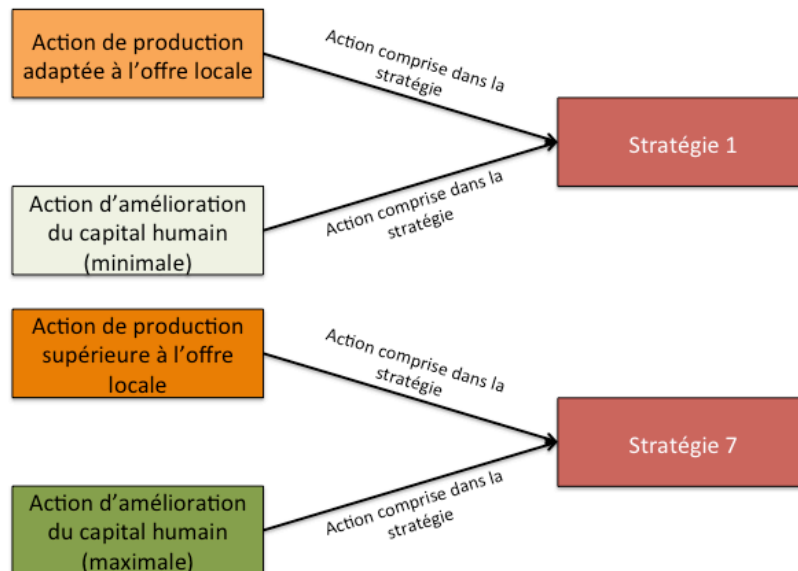 Action de production
adaptée à l'offre locale
Action comprise dans la
stratégie
Stratégie 1
Action d'amélioration
du capital humain
(minimale)
Action comprise dans la
stratégie
Action de production
supérieure à l'offre
locale
Action comprise dans la
stratégie
Stratégie 7
Action d'amélioration
du capital humain
(maximale)
Action comprise dans la
stratégie